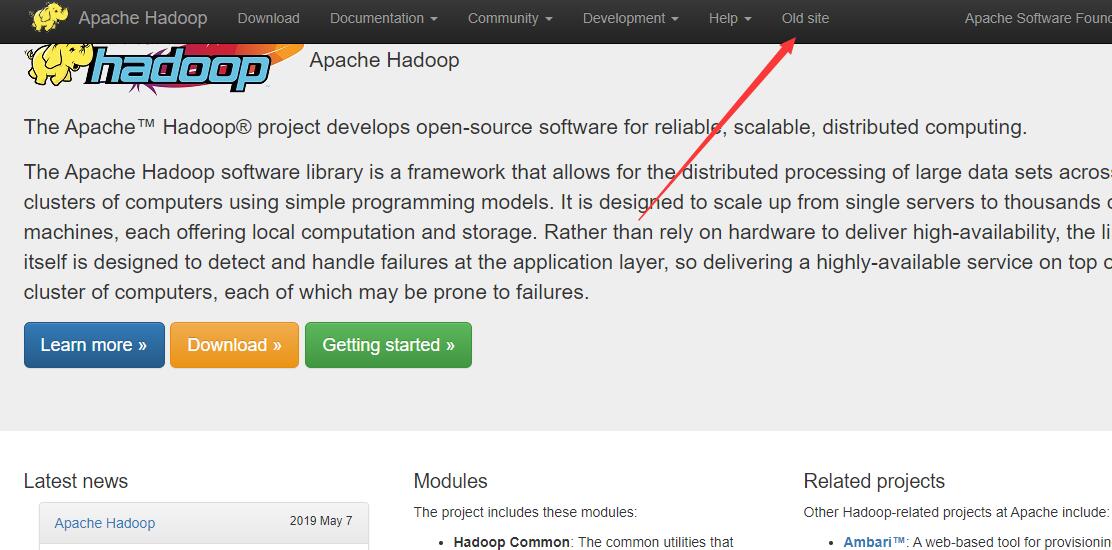 Apache Hadoop Download Documentation Community Development Help Old site Apache Software Found
hadoop Apache Hadoop
The Apache™ Hadoop® project develops open-source software for reliable, scalable, distributed computing.
The Apache Hadoop software library is a framework that allows for the distributed processing of large data sets across
clusters of computers using simple programming models. It is designed to scale up from single servers to thousands
machines, each offering local computation and storage. Rather than rely on hardware to deliver high-availability, the li
itself is designed to detect and handle failures at the application layer, so delivering a highly-available service on top
cluster of computers, each of which may be prone to failures.
Learn more » Download » Getting started »
Latest news
Apache Hadoop 2019 May 7
Modules
The project includes these modules:
• Hadoop Common: The common utilities that
Related projects
Other Hadoop-related projects at Apache include:
• Ambari™: A web-based tool for provisionin